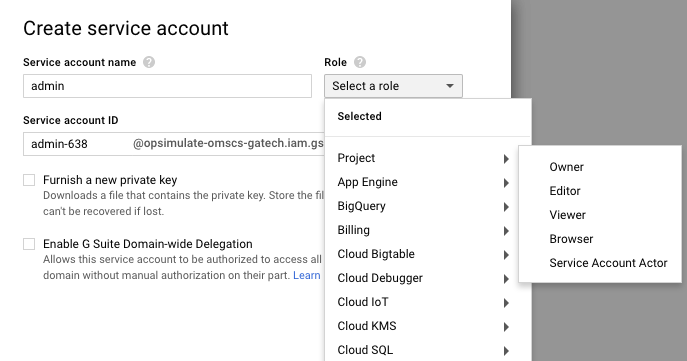 Create service account
Service account name ?
Role ?
admin
Select a role
Selected
Service account ID
admin-638 @opsimulate-omscs-gatech.iam.gs
Project
App Engine
BigQuery
Billing
Cloud Bigtable
Cloud Debugger
Cloud IoT
Cloud KMS
Cloud SQL
Owner
Editor
Viewer
Browser
Service Account Actor
Furnish a new private key
Downloads a file that contains the private key. Store the fil
can't be recovered if lost.
Enable G Suite Domain-wide Delegation
Allows this service account to be authorized to access all
domain without manual authorization on their part. Learn